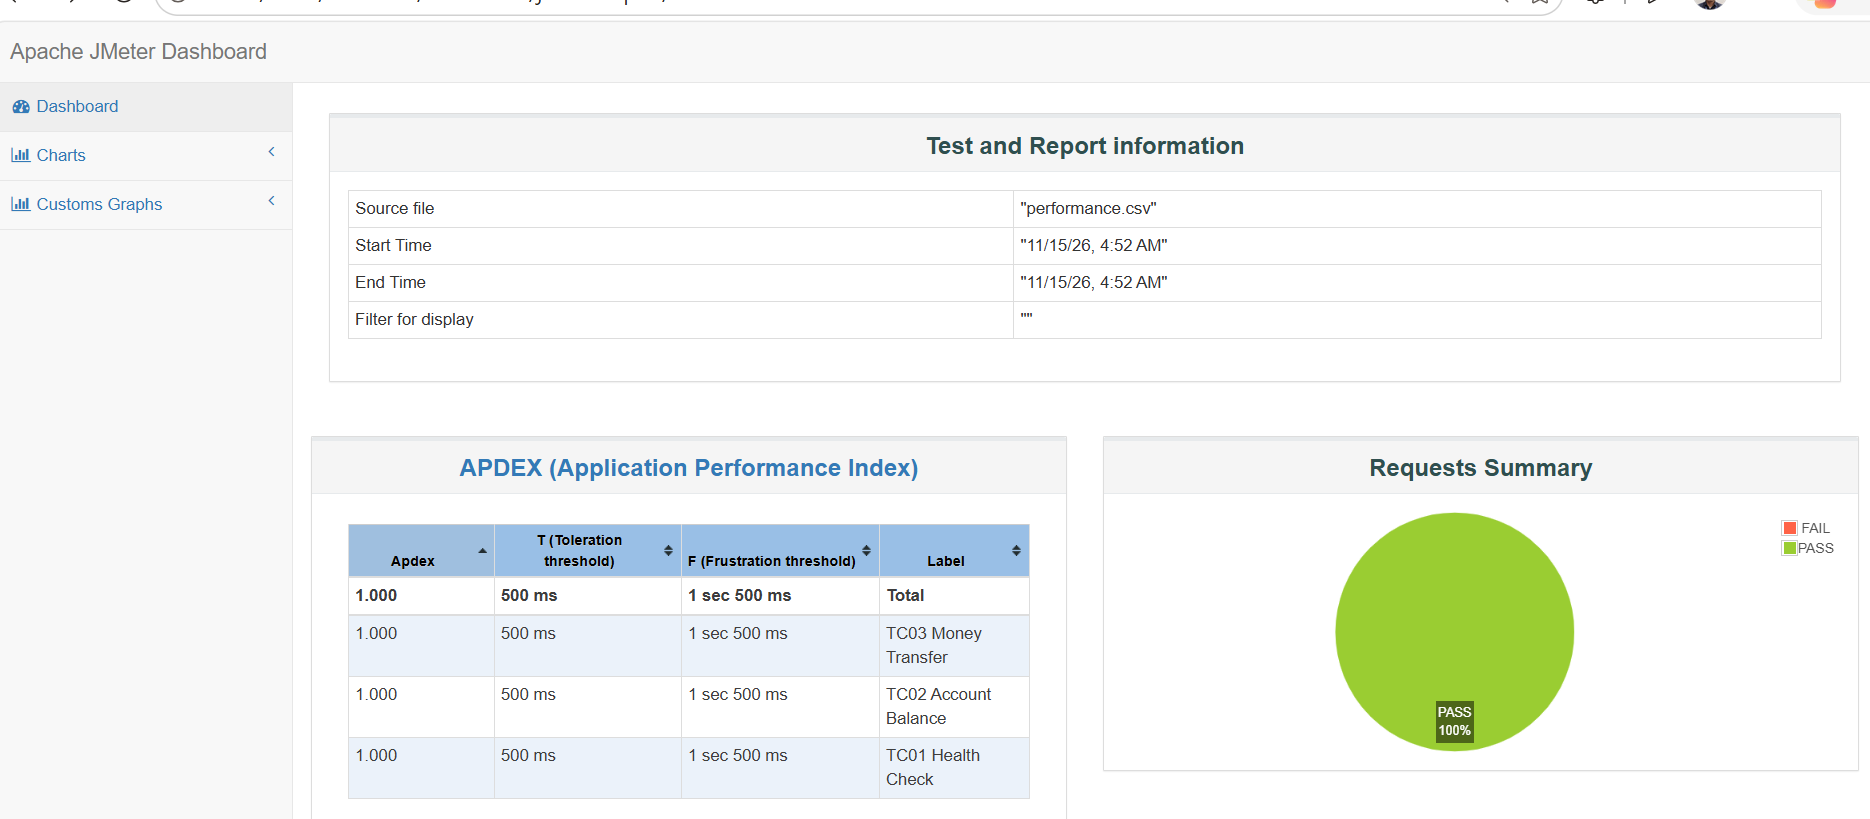 Apache JMeter Dashboard
Dashboard
Charts
Customs Graphs
Test and Report information
Source file "performance.csv"
Start Time "11/15/26, 4:52 AM"
End Time "11/15/26, 4:52 AM"
Filter for display ""
APDEX (Application Performance Index)
Apdex T (Toleration threshold) F (Frustration threshold) Label
1.000 500 ms 1 sec 500 ms Total
1.000 500 ms 1 sec 500 ms TC03 Money Transfer
1.000 500 ms 1 sec 500 ms TC02 Account Balance
1.000 500 ms 1 sec 500 ms TC01 Health Check
Requests Summary
FAIL
PASS
PASS
100%